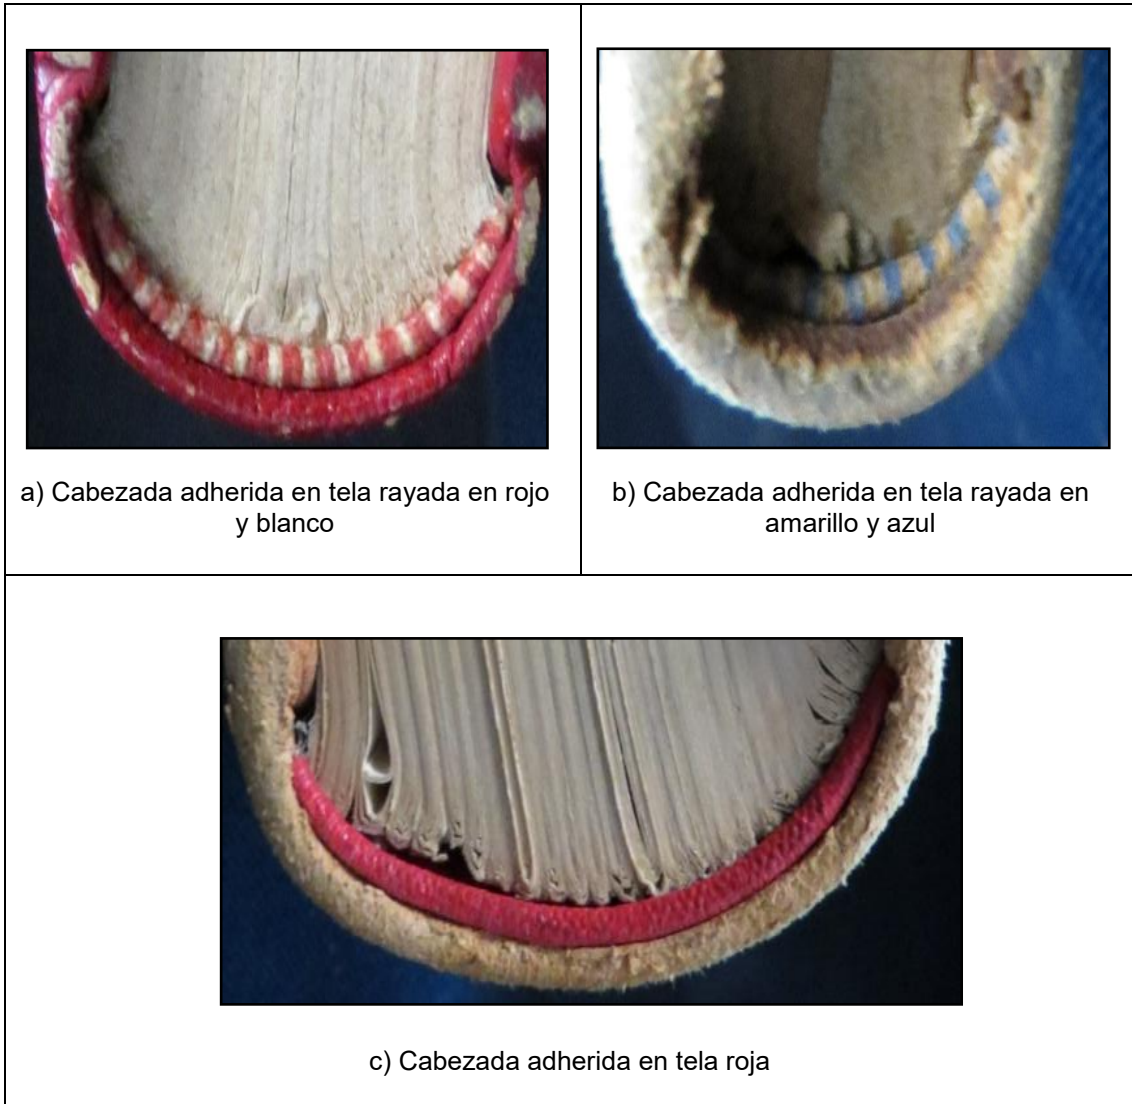 a) Cabezada adherida en tela rayada en rojo
y blanco
b) Cabezada adherida en tela rayada en
amarillo y azul
c) Cabezada adherida en tela roja